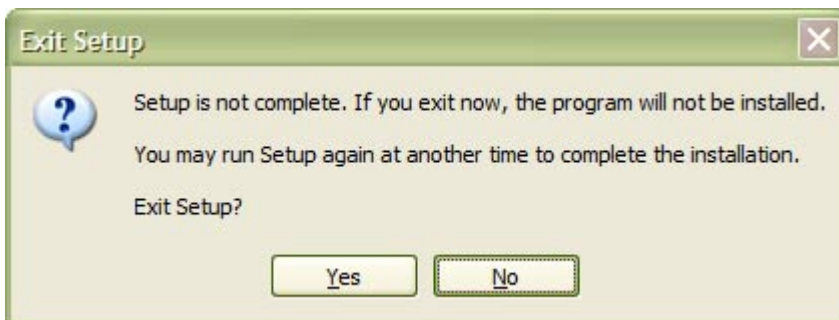 Exit Setup
Setup is not complete. If you exit now, the program will not be installed.
You may run Setup again at another time to complete the installation.
Exit Setup?
Yes
No